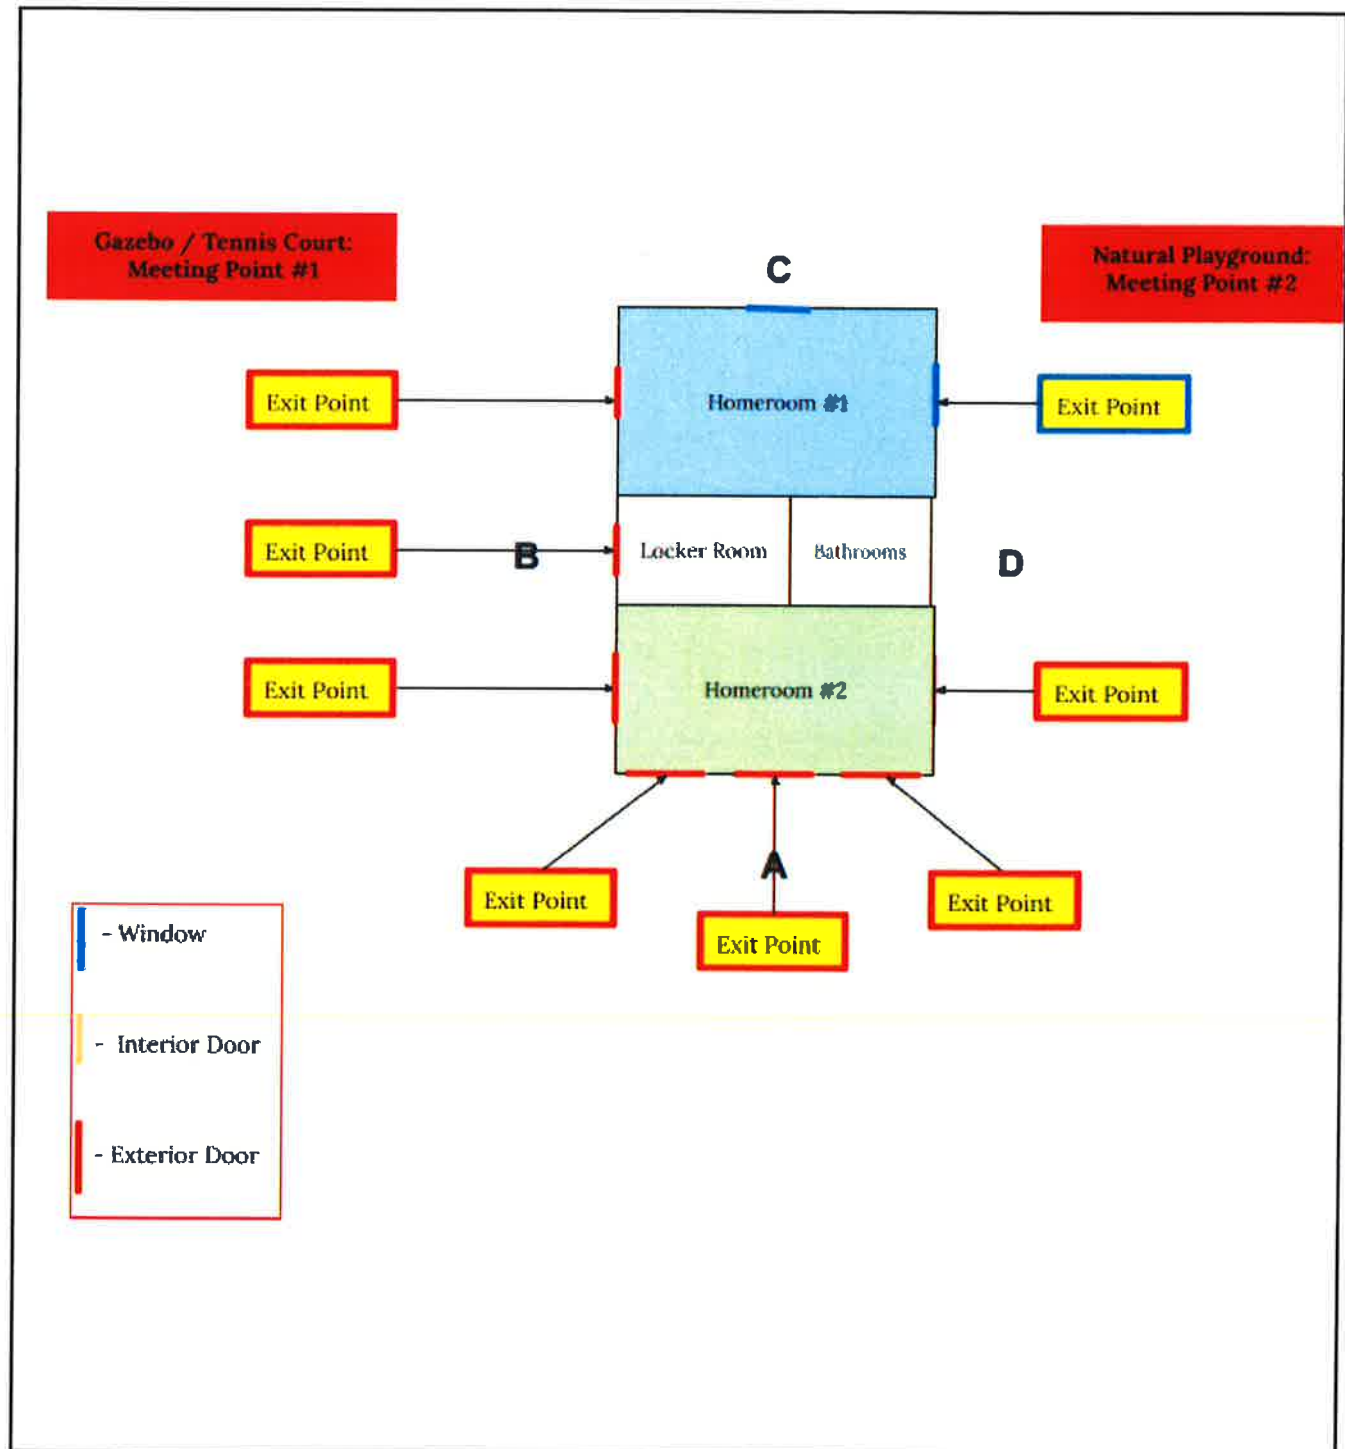 Gazebo / Tennis Court:
Meeting Point #1
Natural Playground:
Meeting Point #2
C
Exit Point
Homeroom #1
Exit Point
Exit Point
B
Locker Room
Bathrooms
D
Exit Point
Homeroom #2
Exit Point
A
Exit Point
Exit Point
Exit Point
- Window
- Interior Door
- Exterior Door